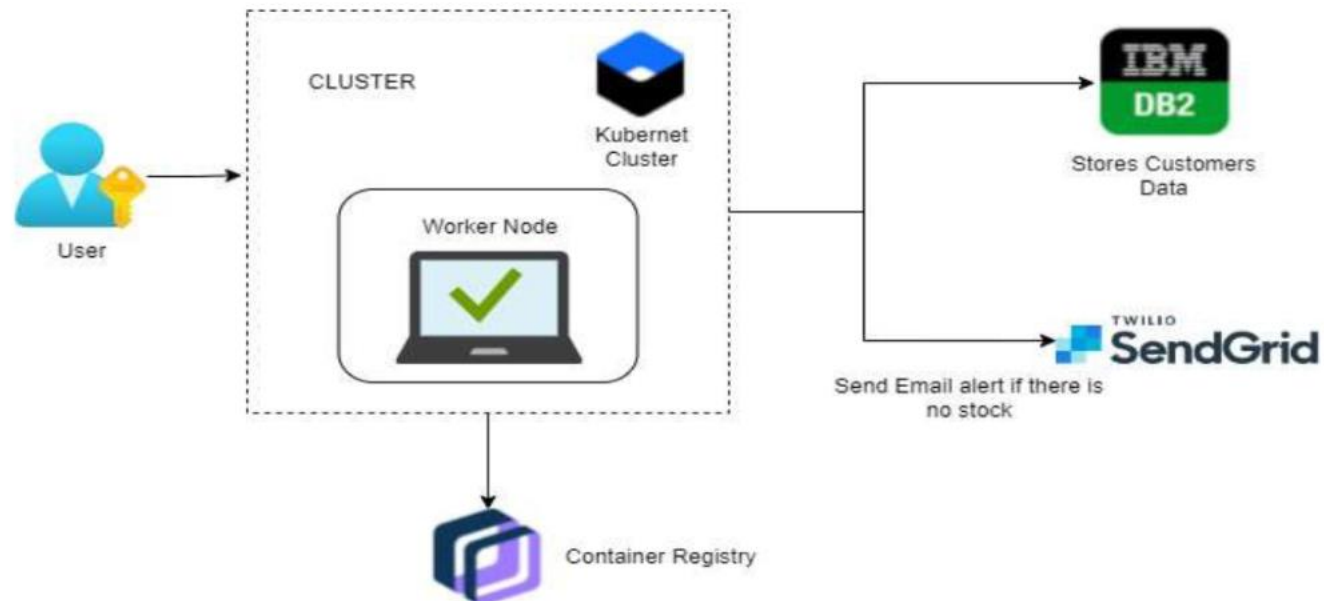 CLUSTER
Kubernet
Cluster
IBM
DB2
Stores Customers
Data
User
Worker Node
TWILIO
SendGrid
Send Email alert if there is
no stock
Container Registry